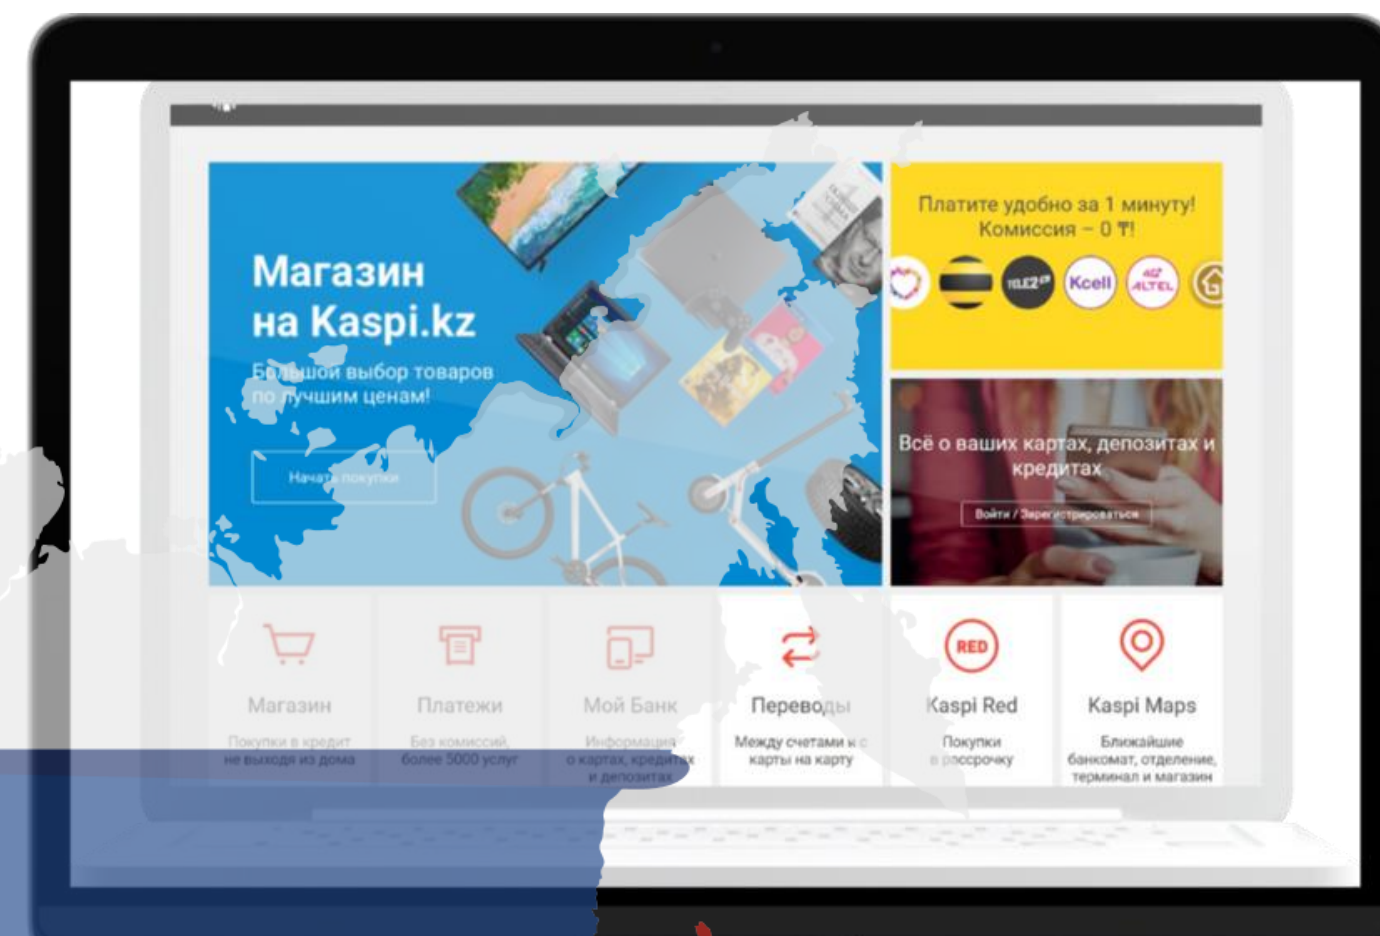 Магазин
на Kaspi.kz
Большой выбор товаров
по лучшим ценам!
Начать покупки
Платите удобно за 1 минуту!
Комиссия – 0 ₸!
TELE2
Kcell
4G
ALTEL
Всё о ваших картах, депозитах и
кредитах
Войти / Зарегистрироваться
Магазин
Покупки в кредит
не выходя из дома
Платежи
Без комиссий,
более 5000 услуг
Мой Банк
Информация
о картах, кредитах
и депозитах
Переводы
Между счетами и с
карты на карту
RED
Kaspi Red
Покупки
в рассрочку
Kaspi Maps
Ближайшие
банкомат, отделение,
терминал и магазин